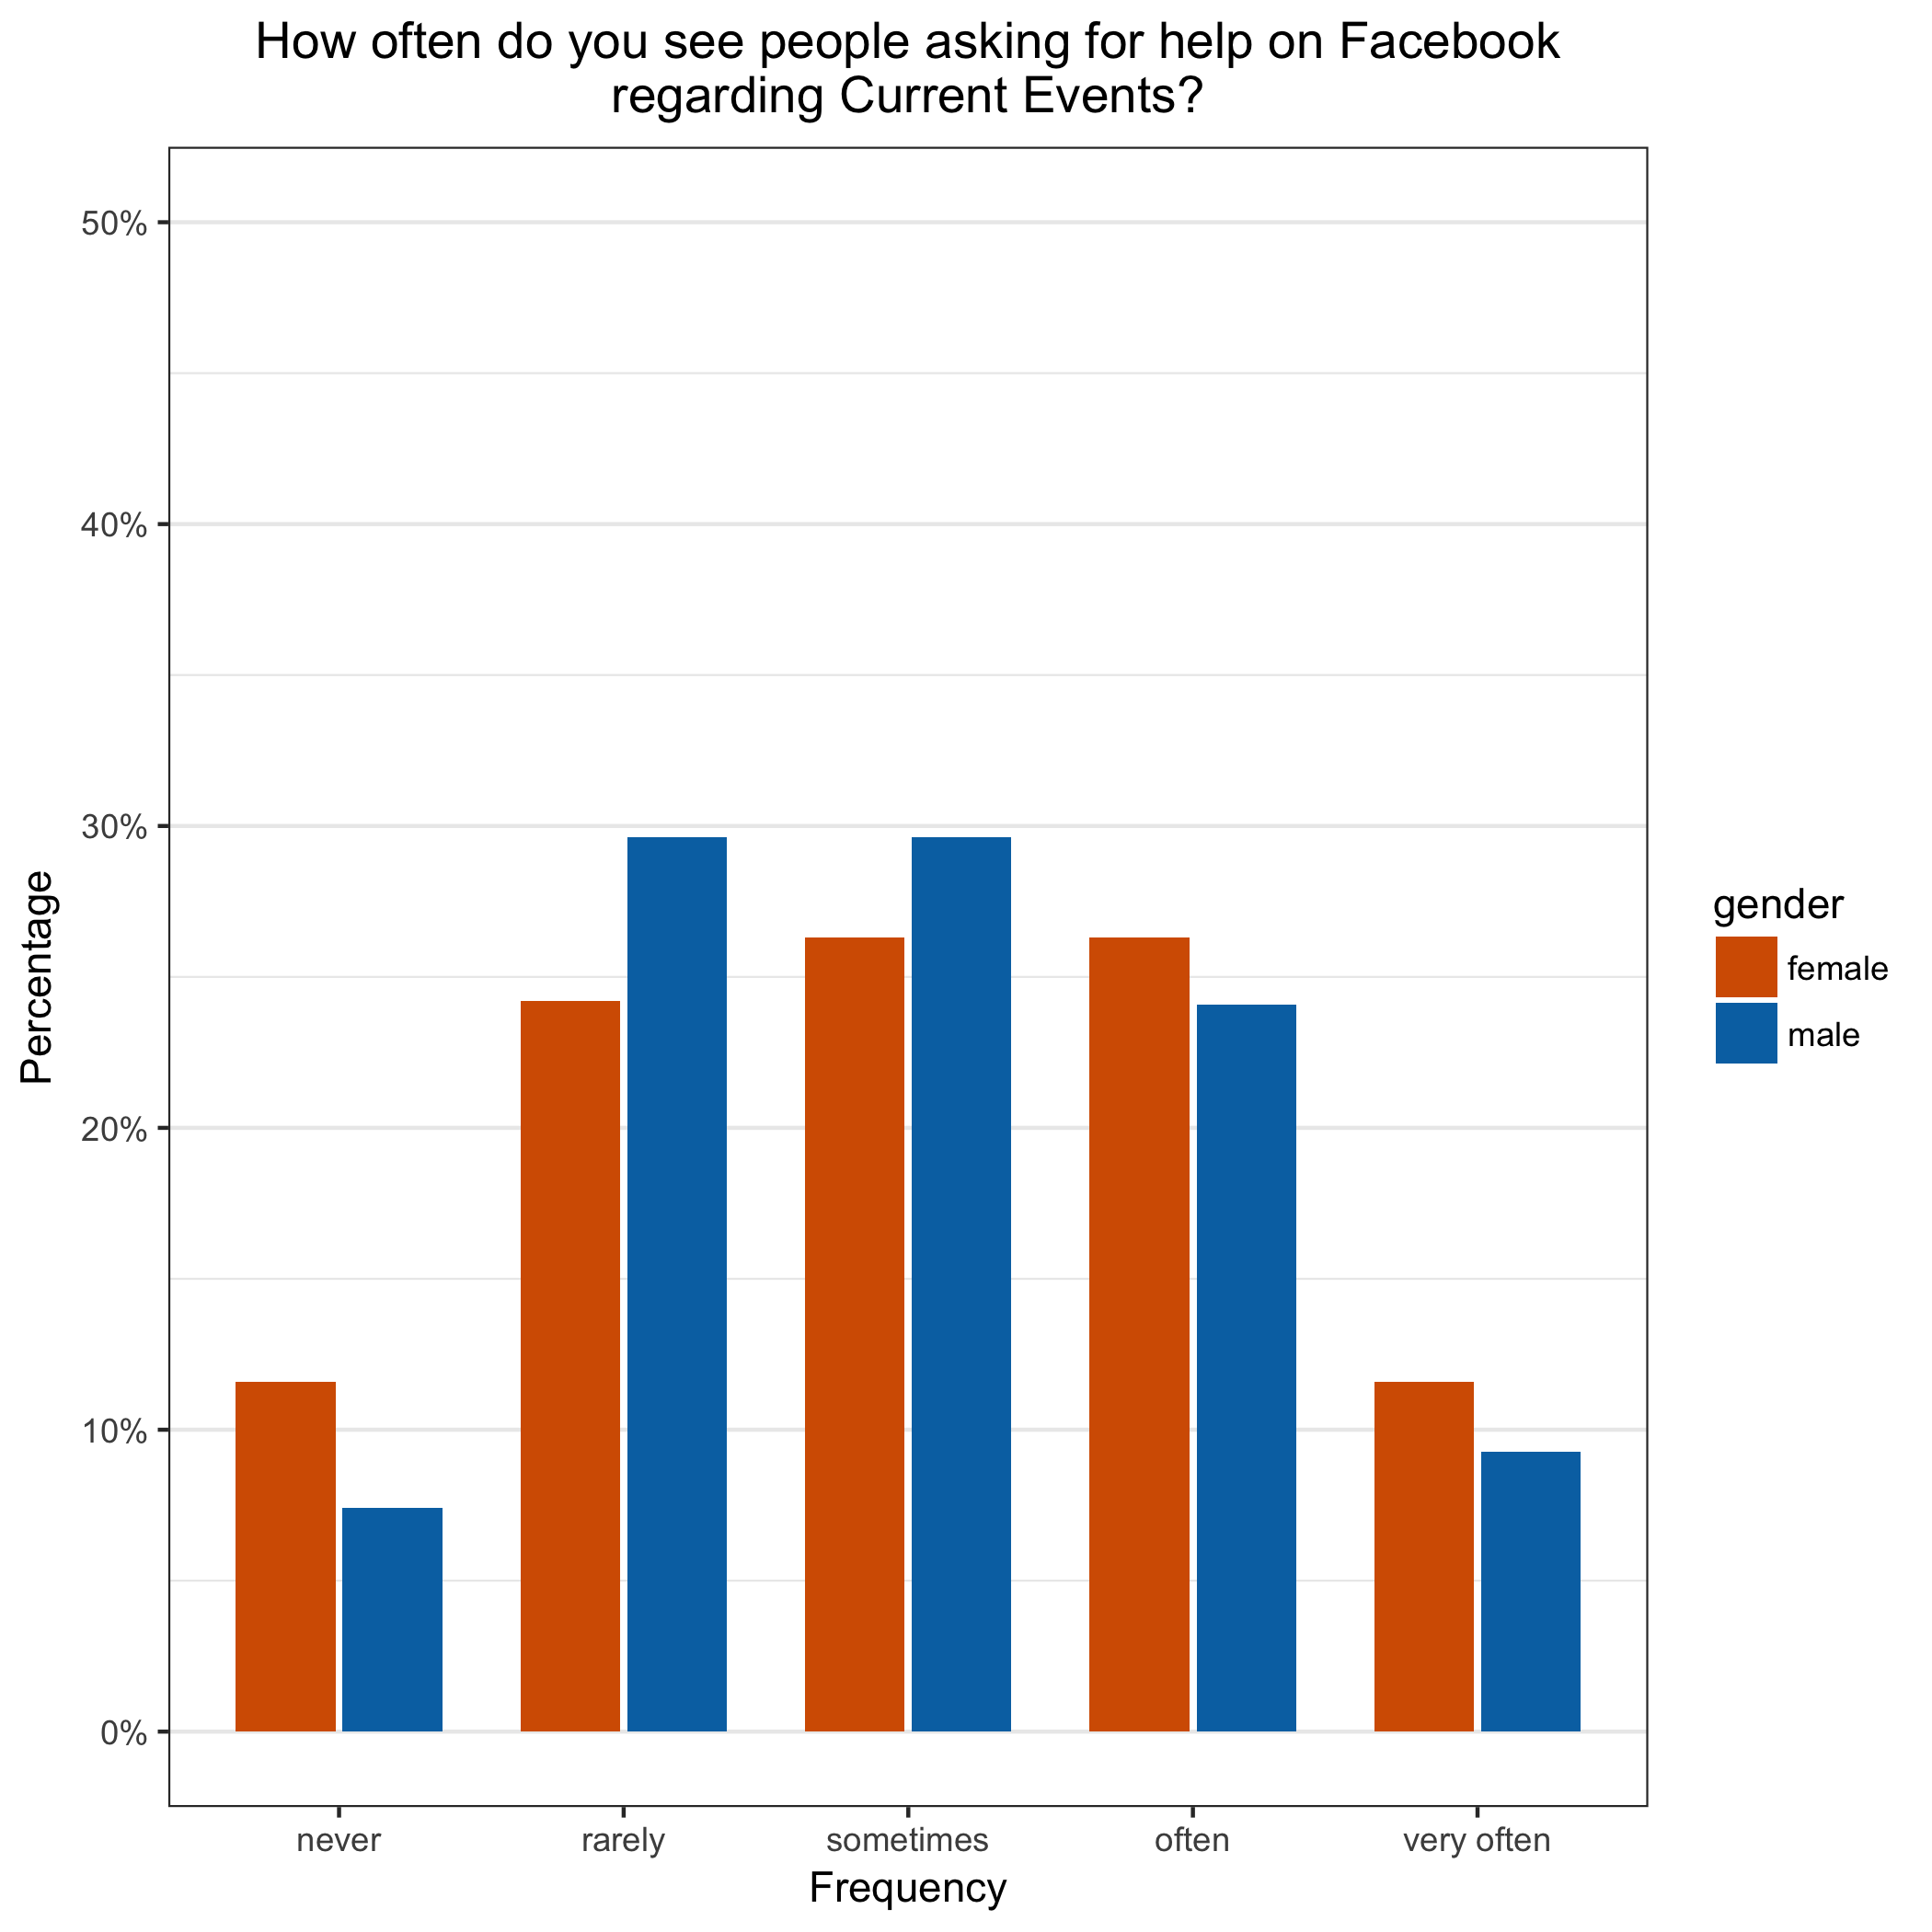 How often do you see people asking for help on Facebook
regarding Current Events?
50%
40%
30%
20%
10%
0%
Percentage
never
rarely
sometimes
often
very often
Frequency
gender
female
male